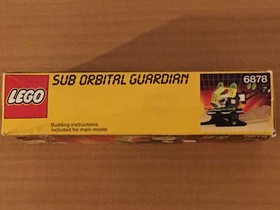 LEGO
SUB ORBITAL GUARDIAN
6878
Building instructions
included for main model